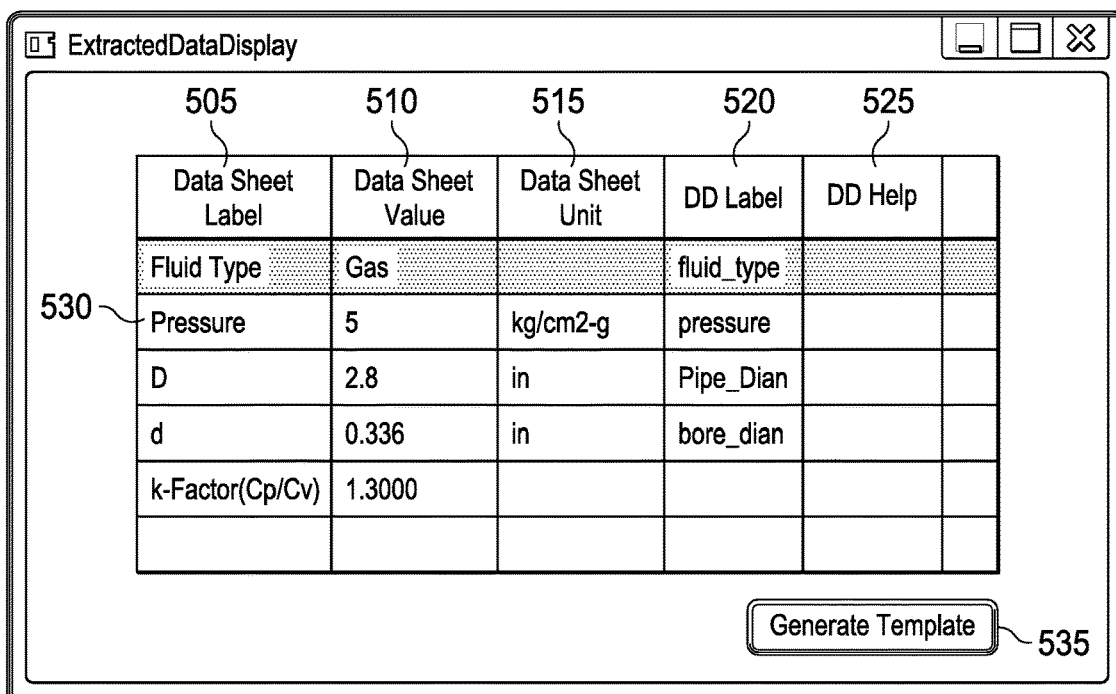 ExtractedDataDisplay
505 510 515 520 525
Data Sheet Label Data Sheet Value Data Sheet Unit DD Label DD Help
Fluid Type Gas fluid_type
530 Pressure 5 kg/cm2-g pressure
D 2.8 in Pipe_Dian
d 0.336 in bore_dian
k-Factor(Cp/Cv) 1.3000
Generate Template 535